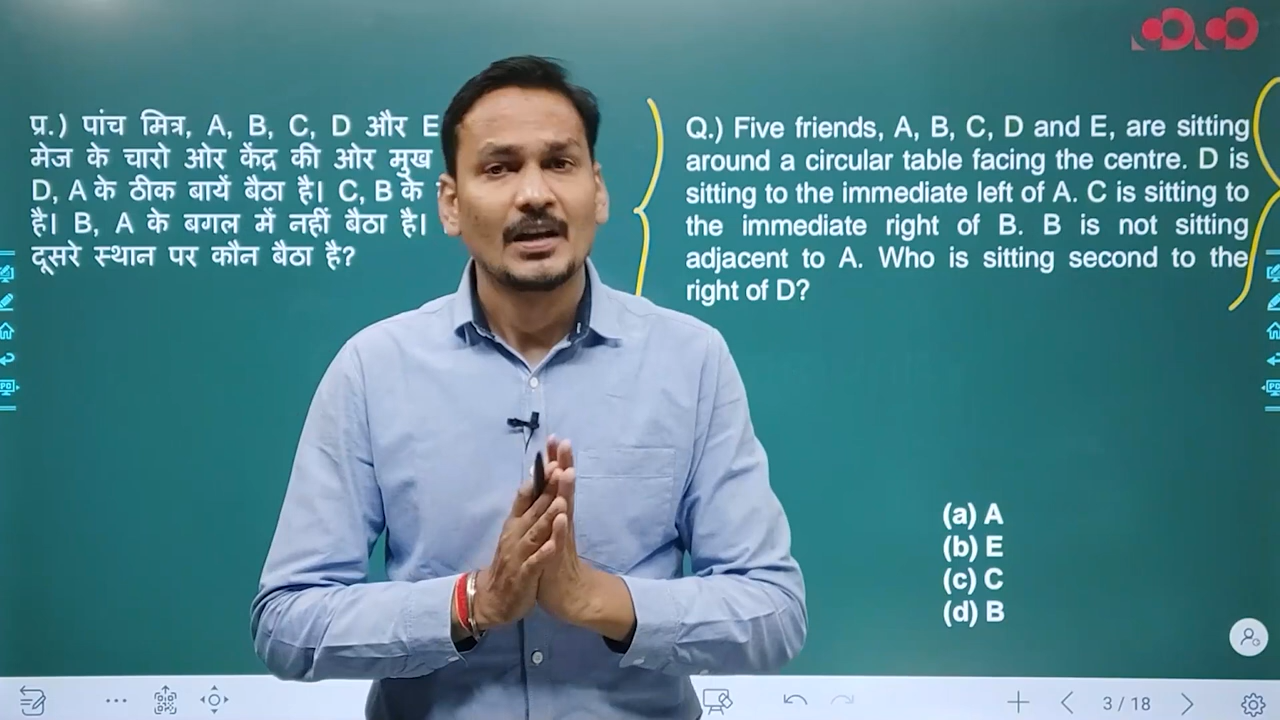 प्र.) पांच मित्र, A, B, C, D और E
मेज के चारो ओर केंद्र की ओर मुख
D, A के ठीक बायें बैठा है। C, B के
है। B, A के बगल में नहीं बैठा है।
दूसरे स्थान पर कौन बैठा है?
Q.) Five friends, A, B, C, D and E, are sitting
around a circular table facing the centre. D is
sitting to the immediate left of A. C is sitting to
the immediate right of B. B is not sitting
adjacent to A. Who is sitting second to the
right of D?
(a) A
(b) E
(c) C
(d) B
3 / 18